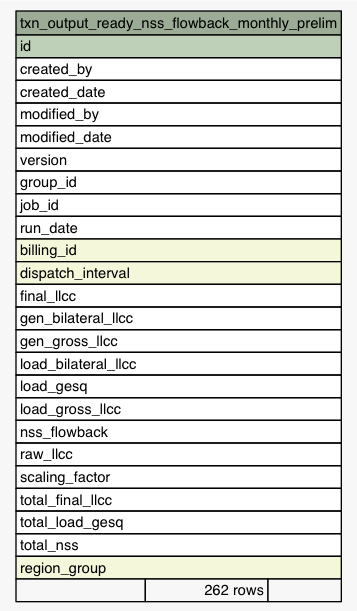 txn_output_ready_nss_flowback_monthly_prelim
id
created_by
created_date
modified_by
modified_date
version
group_id
job_id
run_date
billing_id
dispatch_interval
final_llcc
gen_bilateral_llcc
gen_gross_llcc
load_bilateral_llcc
load_gesq
load_gross_llcc
nss_flowback
raw_llcc
scaling_factor
total_final_llcc
total_load_gesq
total_nss
region_group
262 rows